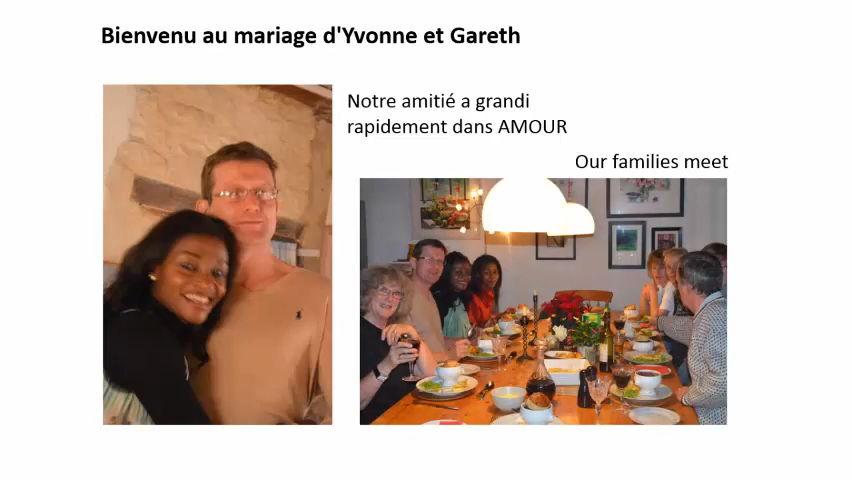 Bienvenu au mariage d'Yvonne et Gareth
Notre amitié a grandi
rapidement dans AMOUR
Our families meet